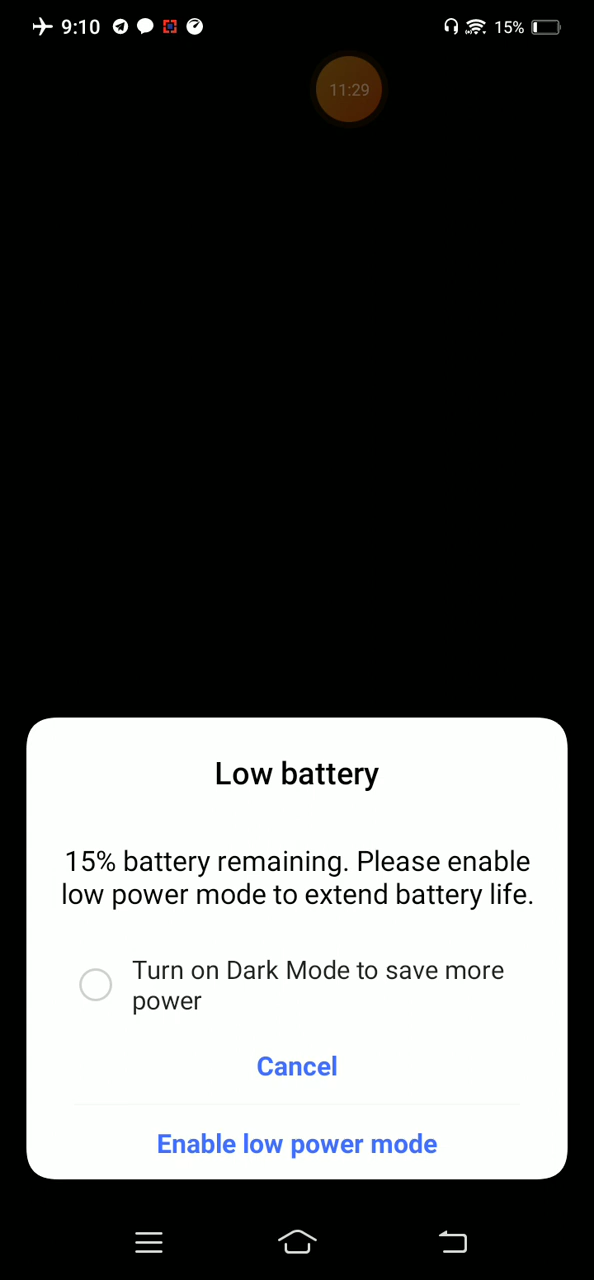 9:10
15%
11:29
Low battery
15% battery remaining. Please enable
low power mode to extend battery life.
Turn on Dark Mode to save more
power
Cancel
Enable low power mode